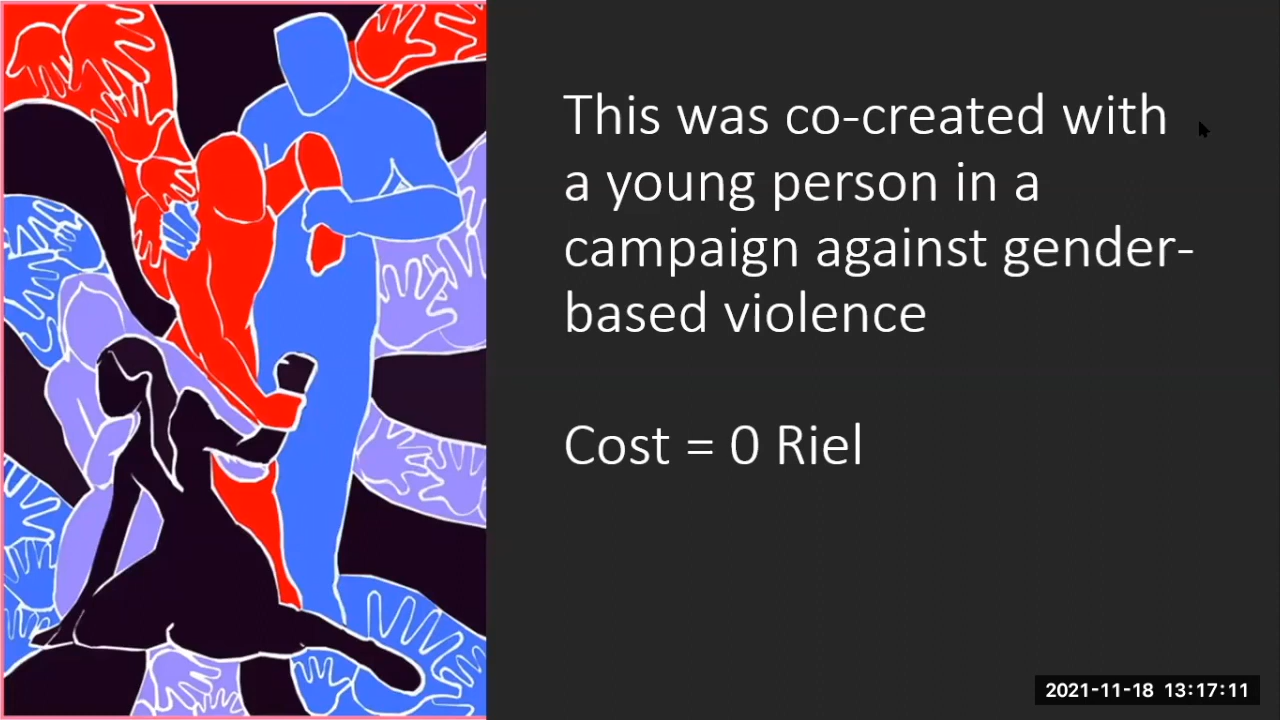 This was co-created with
a young person in a
campaign against gender-
based violence
Cost = 0 Riel
2021-11-18 13:17:11